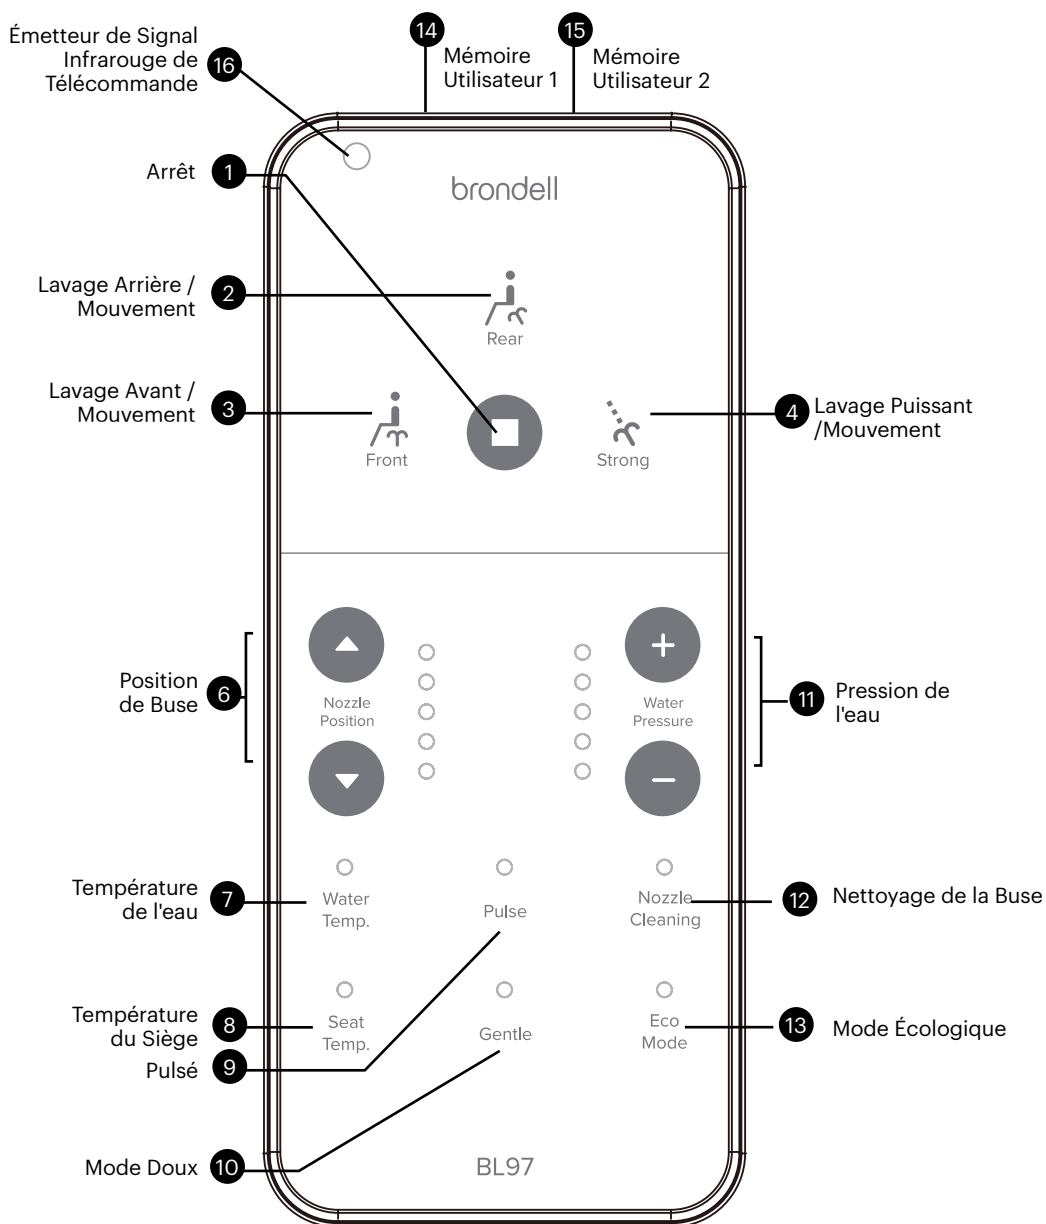 Émetteur de Signal
Infrarouge de
Télécommande
16
14
Mémoire
Utilisateur 1
15
Mémoire
Utilisateur 2
Arrêt
1
brondell
Lavage Arrière /
Mouvement
2
Rear
Lavage Avant /
Mouvement
3
Front
Strong
4
Lavage Puissant
/Mouvement
Position
de Buse
6
Nozzle
Position
+
Water
Pressure
−
11
Pression de
l'eau
Température
de l'eau
7
Water
Temp.
Pulse
Nozzle
Cleaning
12
Nettoyage de la Buse
Température
du Siège
8
Seat
Temp.
Gentle
Eco
Mode
13
Mode Écologique
Pulsé
9
Mode Doux
10
BL97